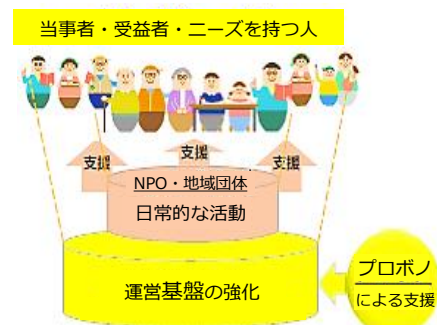 当事者・受益者・ニーズを持つ人
支援
支援
支援
NPO・地域団体
日常的な活動
運営基盤の強化
プロボノ
による支援